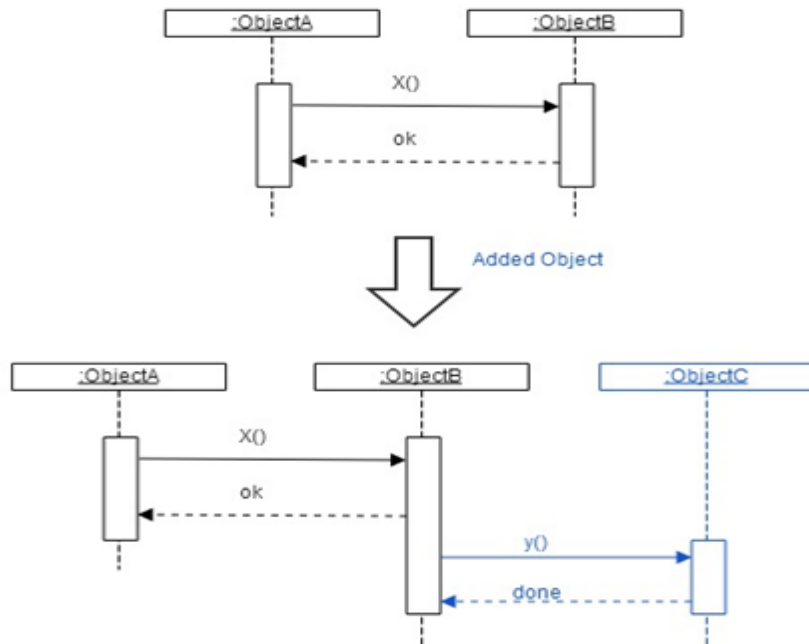 :ObjectA
:ObjectB
X()
ok
Added Object
:ObjectA
:ObjectB
:ObjectC
X()
ok
y()
done